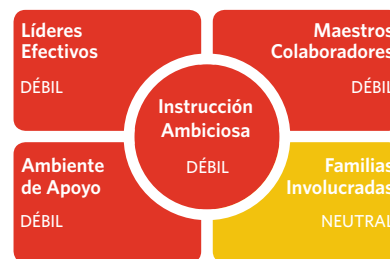 Líderes
Efectivos
DÉBIL
Maestros
Colaboradores
DÉBIL
Instrucción
Ambiciosa
DÉBIL
Ambiente
de Apoyo
DÉBIL
Familias
Involucradas
NEUTRAL